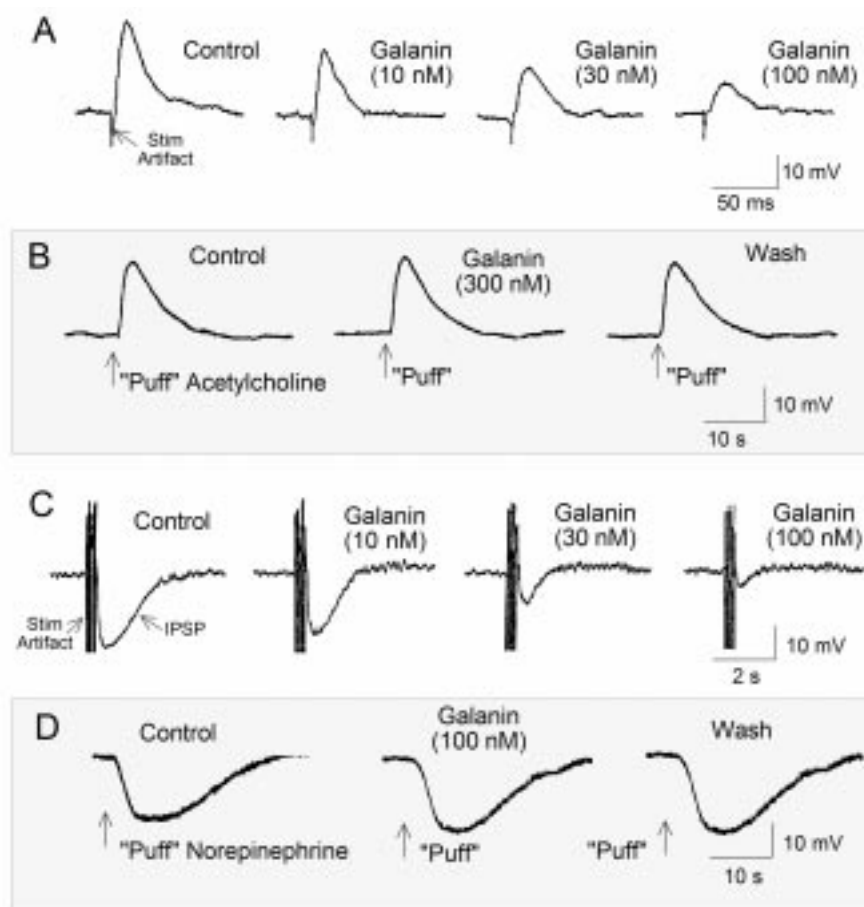 A
Control
Galanin
(10 nM)
Galanin
(30 nM)
Galanin
(100 nM)
Stim
Artifact
10 mV
50 ms
B
Control
Galanin
(300 nM)
Wash
"Puff" Acetylcholine
"Puff"
"Puff"
10 mV
10 s
C
Control
Galanin
(10 nM)
Galanin
(30 nM)
Galanin
(100 nM)
Stim
Artifact
IPSP
10 mV
2 s
D
Control
Galanin
(100 nM)
Wash
"Puff" Norepinephrine
"Puff"
"Puff"
10 mV
10 s